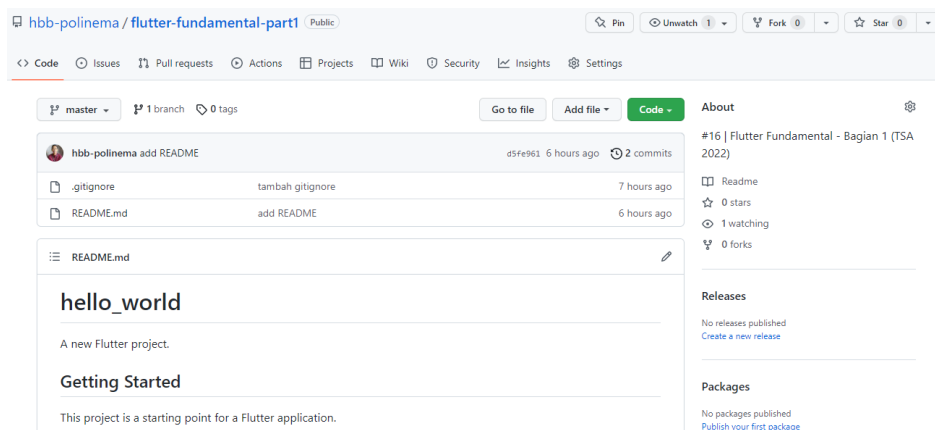 hbb-polinema / flutter-fundamental-part1 Public
Pin Unwatch 1 Fork 0 Star 0
<> Code Issues Pull requests Actions Projects Wiki Security Insights Settings
master 1 branch 0 tags Go to file Add file Code
hbb-polinema add README d5fe961 6 hours ago 2 commits
.gitignore tambah gitignore 7 hours ago
README.md add README 6 hours ago
README.md
hello_world
A new Flutter project.
Getting Started
This project is a starting point for a Flutter application.
About
#16 | Flutter Fundamental - Bagian 1 (TSA
2022)
Readme
0 stars
1 watching
0 forks
Releases
No releases published
Create a new release
Packages
No packages published
Publish your first package